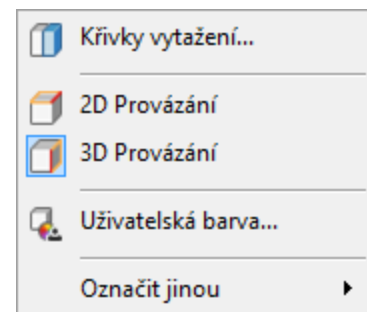 Křivky vytažení...
2D Provázání
3D Provázání
Uživatelská barva...
Označit jinou